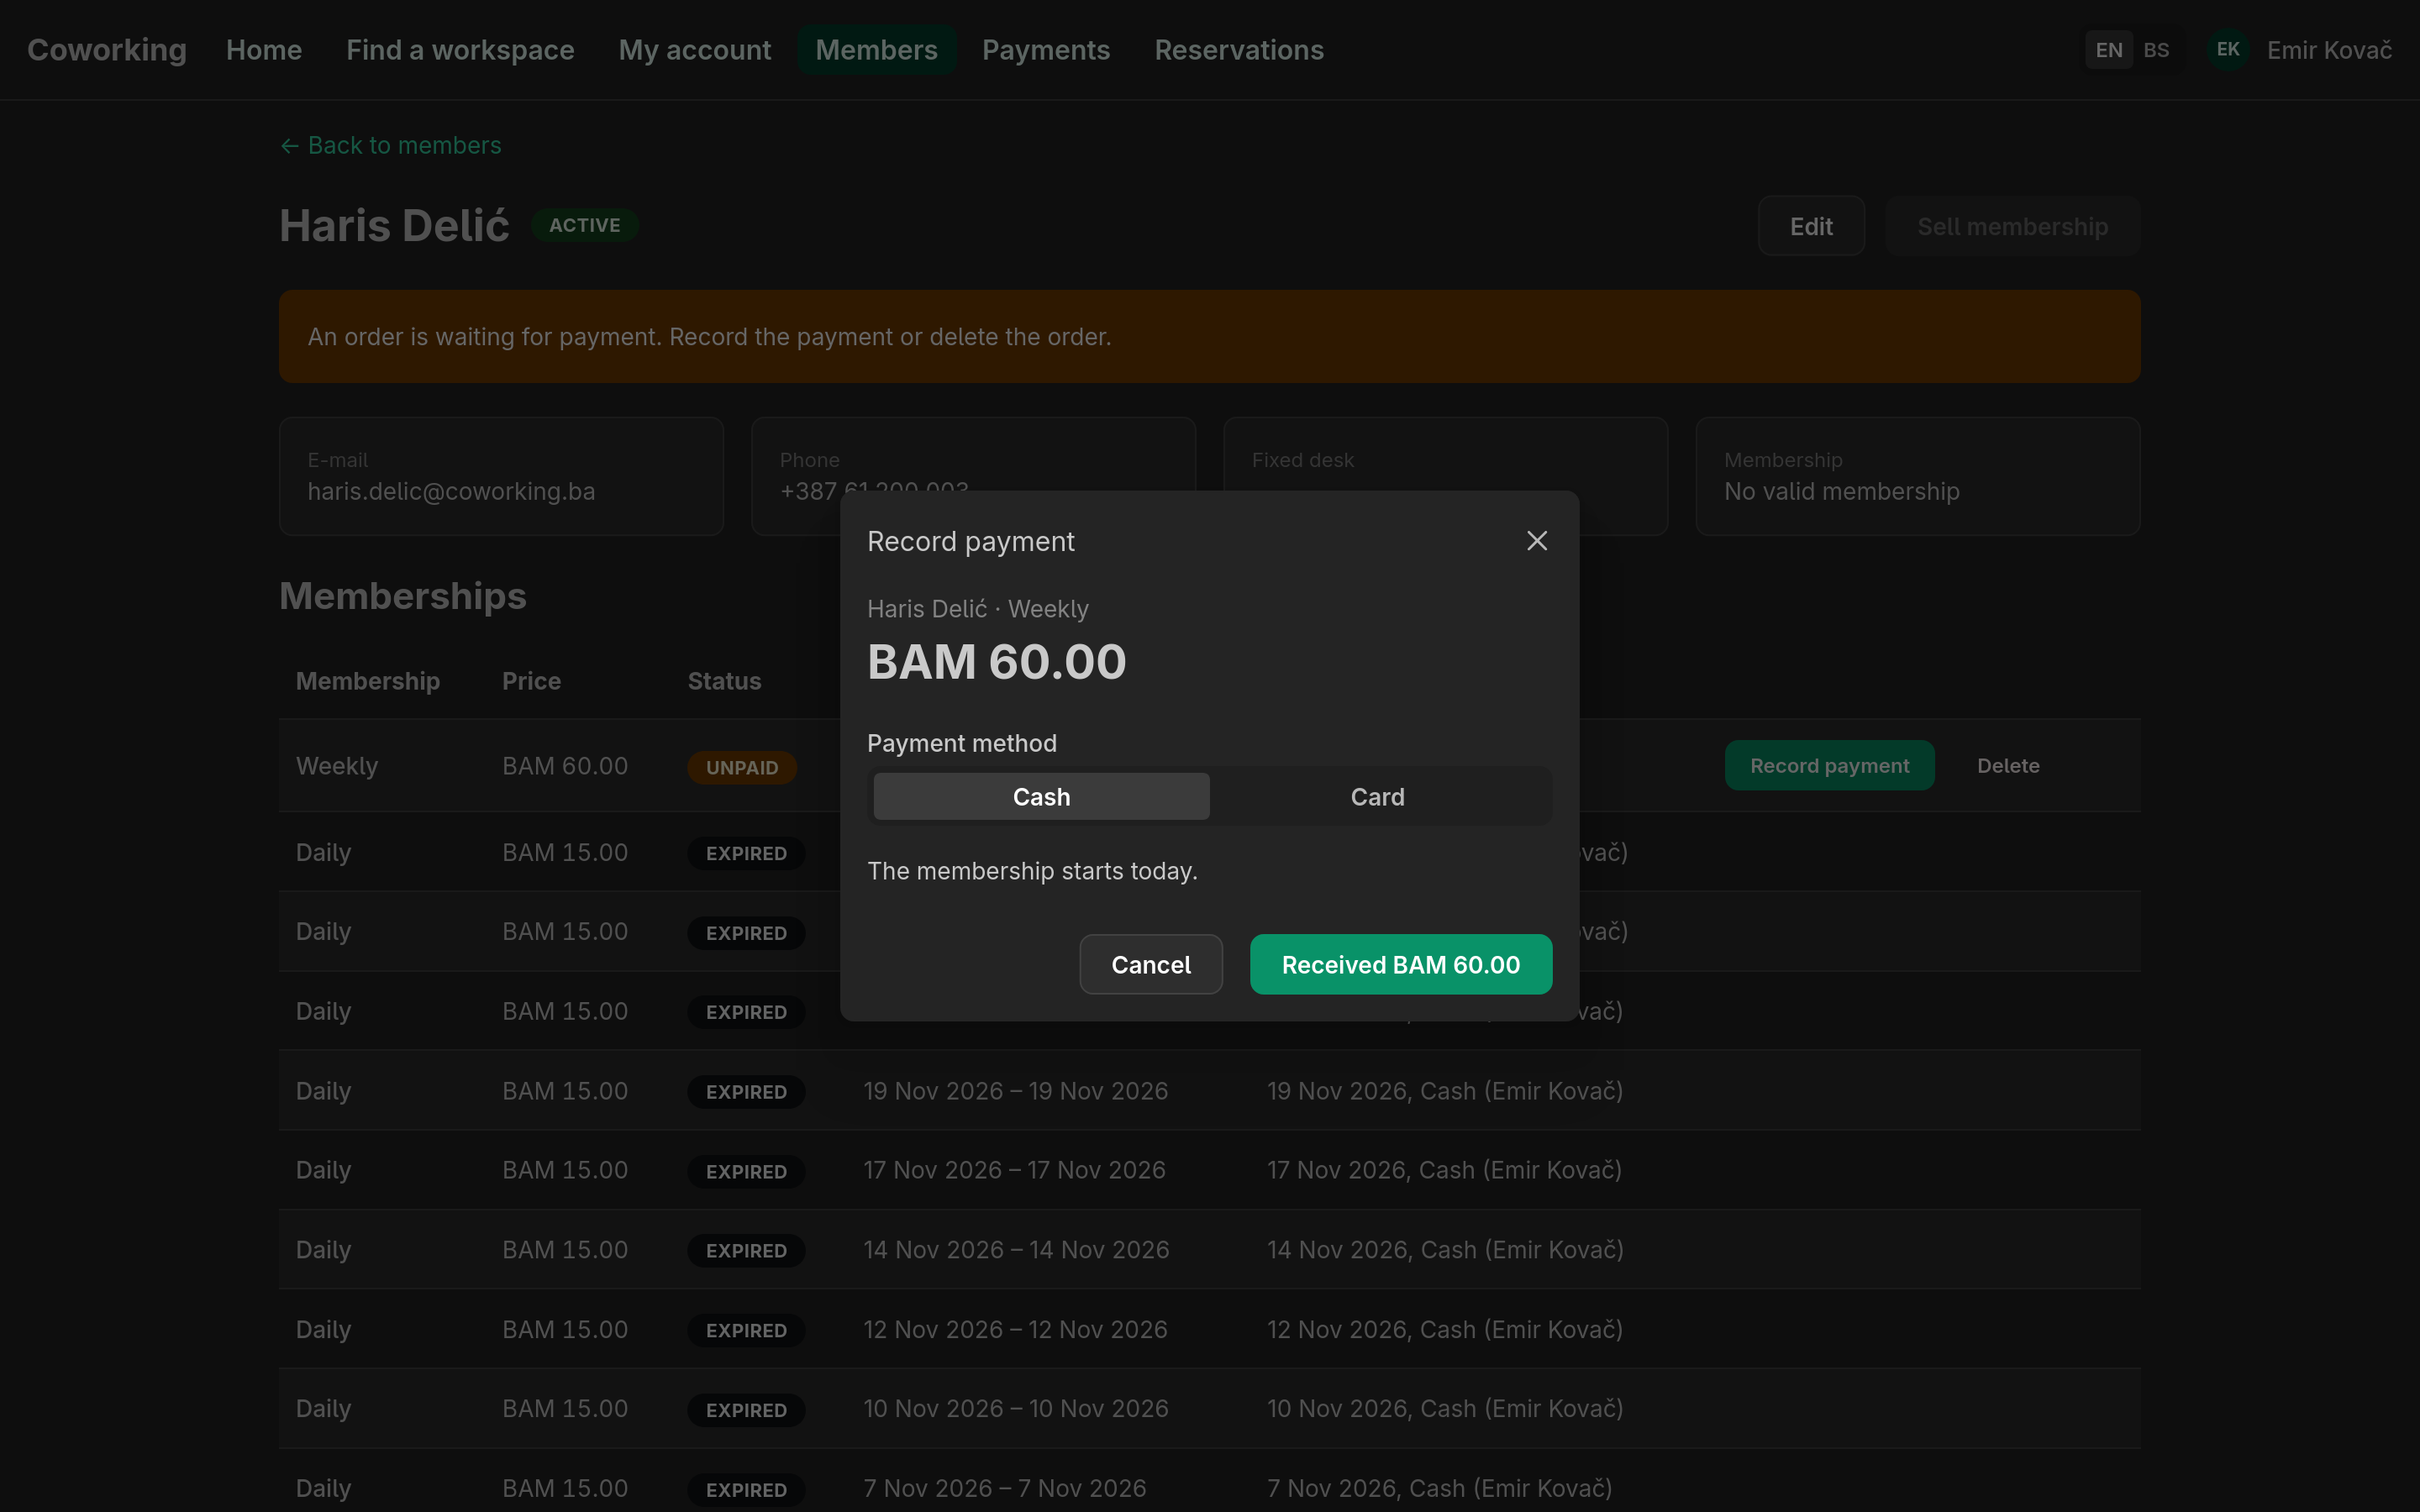 Coworking Home Find a workspace My account Members Payments Reservations EN BS EK Emir Kovač
← Back to members
Haris Delić ACTIVE Edit Sell membership
An order is waiting for payment. Record the payment or delete the order.
E-mail Phone Fixed desk Membership
haris.delic@coworking.ba +387 61 200 003 No valid membership
Record payment
Haris Delić · Weekly
BAM 60.00
Payment method
Cash Card
The membership starts today.
Cancel Received BAM 60.00
Memberships
Membership Price Status
Weekly BAM 60.00 UNPAID Record payment Delete
Daily BAM 15.00 EXPIRED
Daily BAM 15.00 EXPIRED
Daily BAM 15.00 EXPIRED
Daily BAM 15.00 EXPIRED 19 Nov 2026 – 19 Nov 2026 19 Nov 2026, Cash (Emir Kovač)
Daily BAM 15.00 EXPIRED 17 Nov 2026 – 17 Nov 2026 17 Nov 2026, Cash (Emir Kovač)
Daily BAM 15.00 EXPIRED 14 Nov 2026 – 14 Nov 2026 14 Nov 2026, Cash (Emir Kovač)
Daily BAM 15.00 EXPIRED 12 Nov 2026 – 12 Nov 2026 12 Nov 2026, Cash (Emir Kovač)
Daily BAM 15.00 EXPIRED 10 Nov 2026 – 10 Nov 2026 10 Nov 2026, Cash (Emir Kovač)
Daily BAM 15.00 EXPIRED 7 Nov 2026 – 7 Nov 2026 7 Nov 2026, Cash (Emir Kovač)